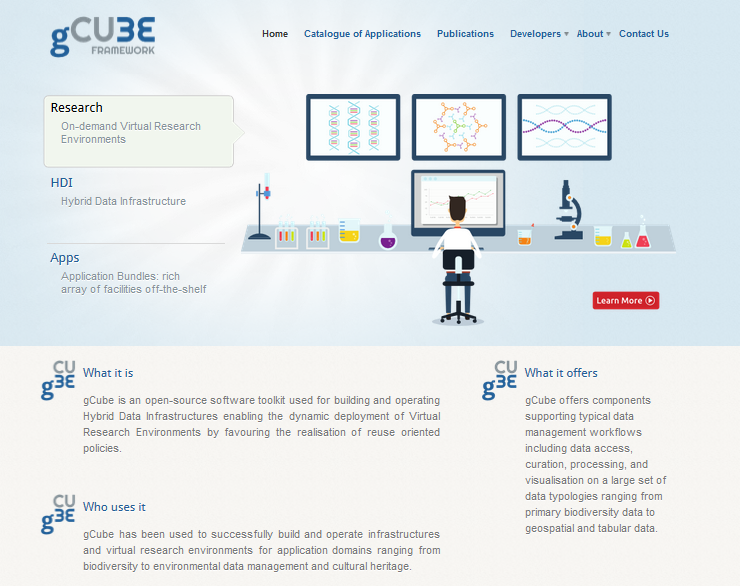 gCUBE
FRAMEWORK
Home Catalogue of Applications Publications Developers About Contact Us
Research
On-demand Virtual Research
Environments
HDI
Hybrid Data Infrastructure
Apps
Application Bundles: rich
array of facilities off-the-shelf
Learn More
gCUBE
What it is
gCube is an open-source software toolkit used for building and operating
Hybrid Data Infrastructures enabling the dynamic deployment of Virtual
Research Environments by favouring the realisation of reuse oriented
policies.
gCUBE
Who uses it
gCube has been used to successfully build and operate infrastructures
and virtual research environments for application domains ranging from
biodiversity to environmental data management and cultural heritage.
gCUBE
What it offers
gCube offers components
supporting typical data
management workflows
including data access,
curation, processing, and
visualisation on a large set of
data typologies ranging from
primary biodiversity data to
geospatial and tabular data.